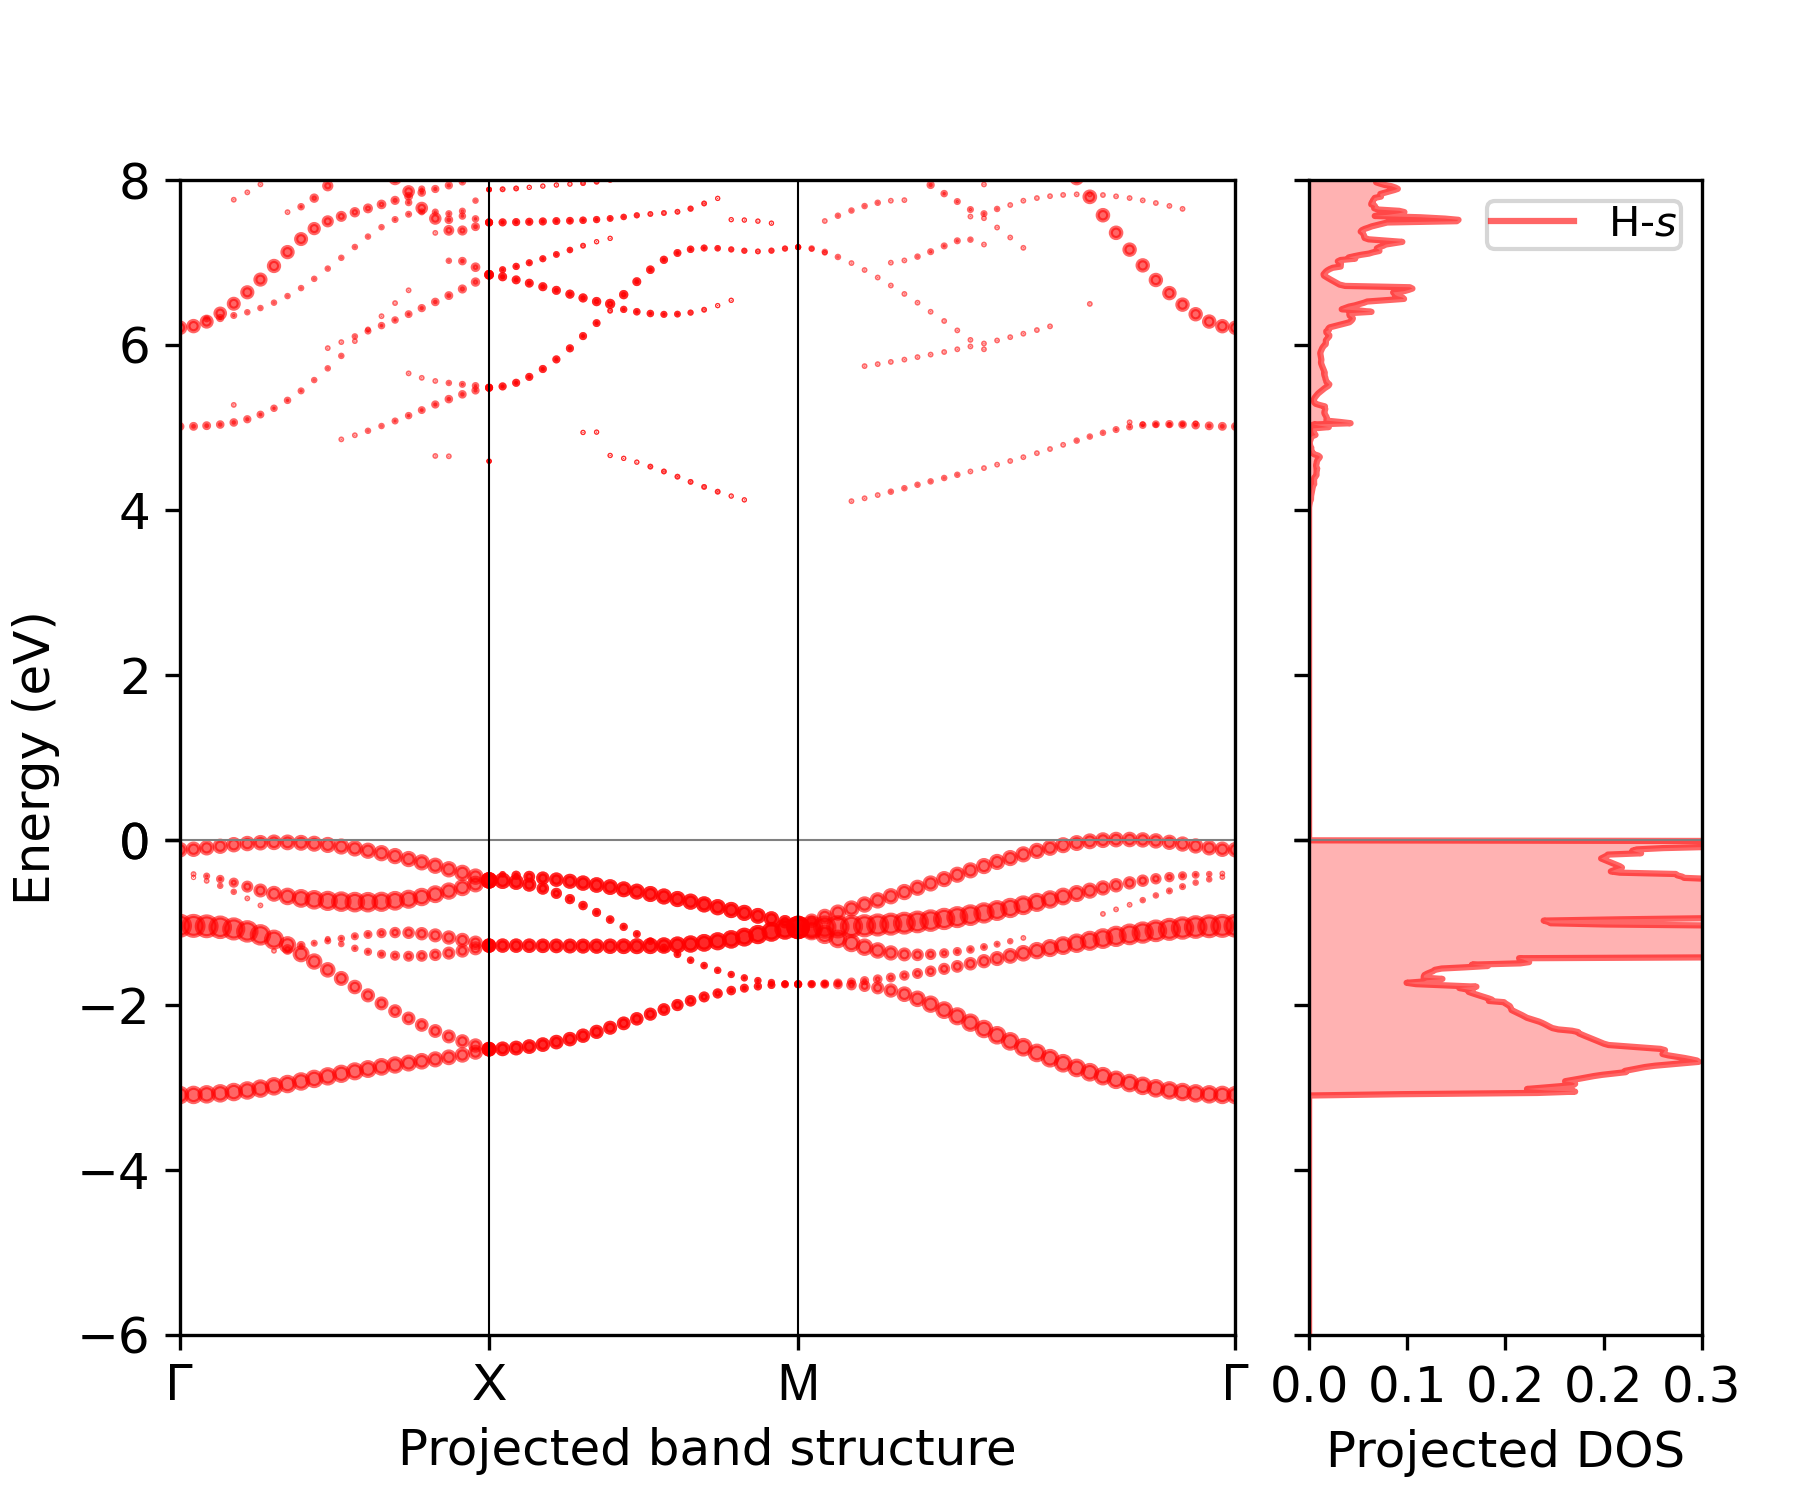 8
6
4
2
0
−2
−4
−6
Energy (eV)
Γ X M Γ
Projected band structure
H-s
0.0 0.1 0.2 0.2 0.3
Projected DOS